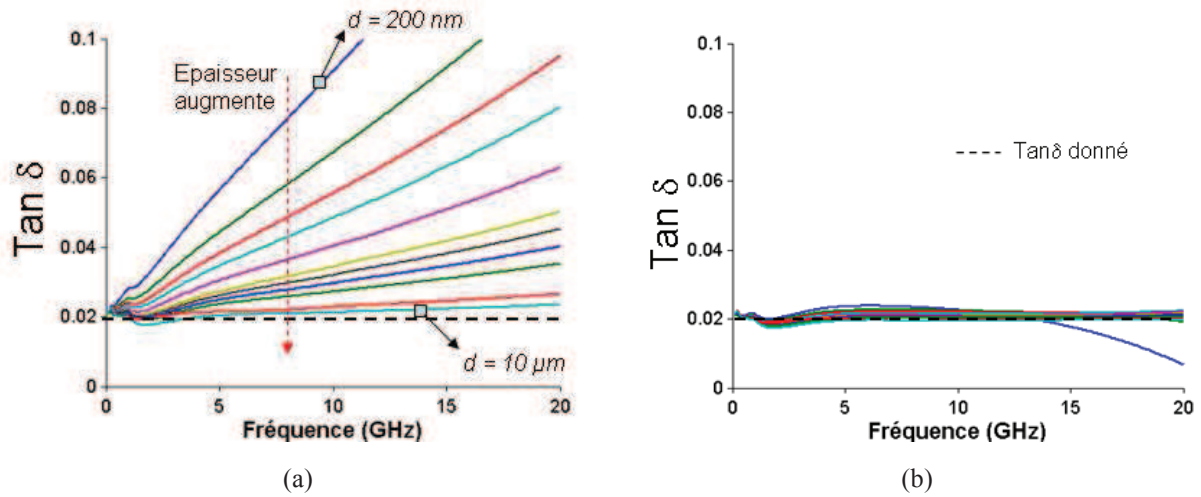 d = 200 nm
0.1
Epaisseur
augmente
0.08
0.06
0.04
0.02
0
Tan δ
d = 10 µm
0
5
10
15
20
Fréquence (GHz)
(a)
0.1
0.08
0.06
0.04
0.02
0
Tan δ
Tanδ donné
0
5
10
15
20
Fréquence (GHz)
(b)